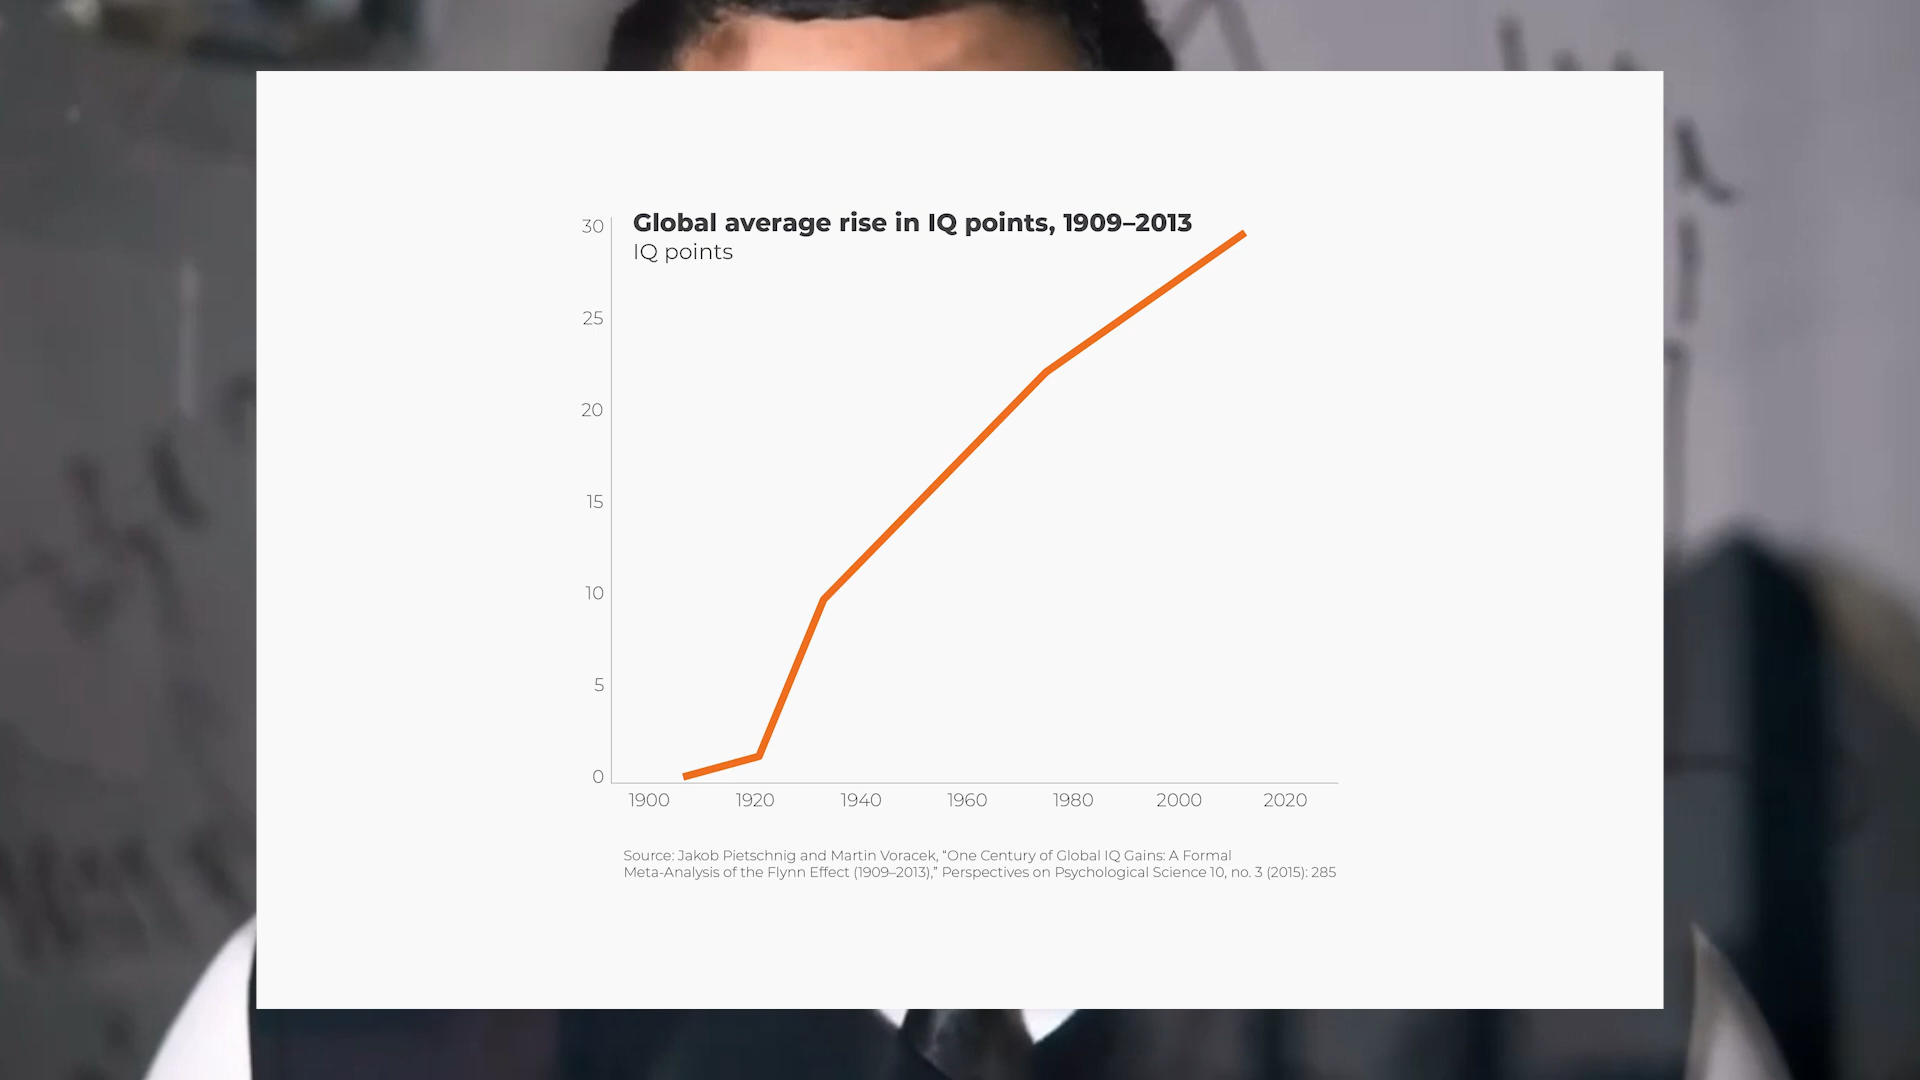 Global average rise in IQ points, 1909–2013
IQ points
30
25
20
15
10
5
0
1900 1920 1940 1960 1980 2000 2020
Source: Jakob Pietschnig and Martin Voracek, “One Century of Global IQ Gains: A Formal
Meta-Analysis of the Flynn Effect (1909–2013),” Perspectives on Psychological Science 10, no. 3 (2015): 285